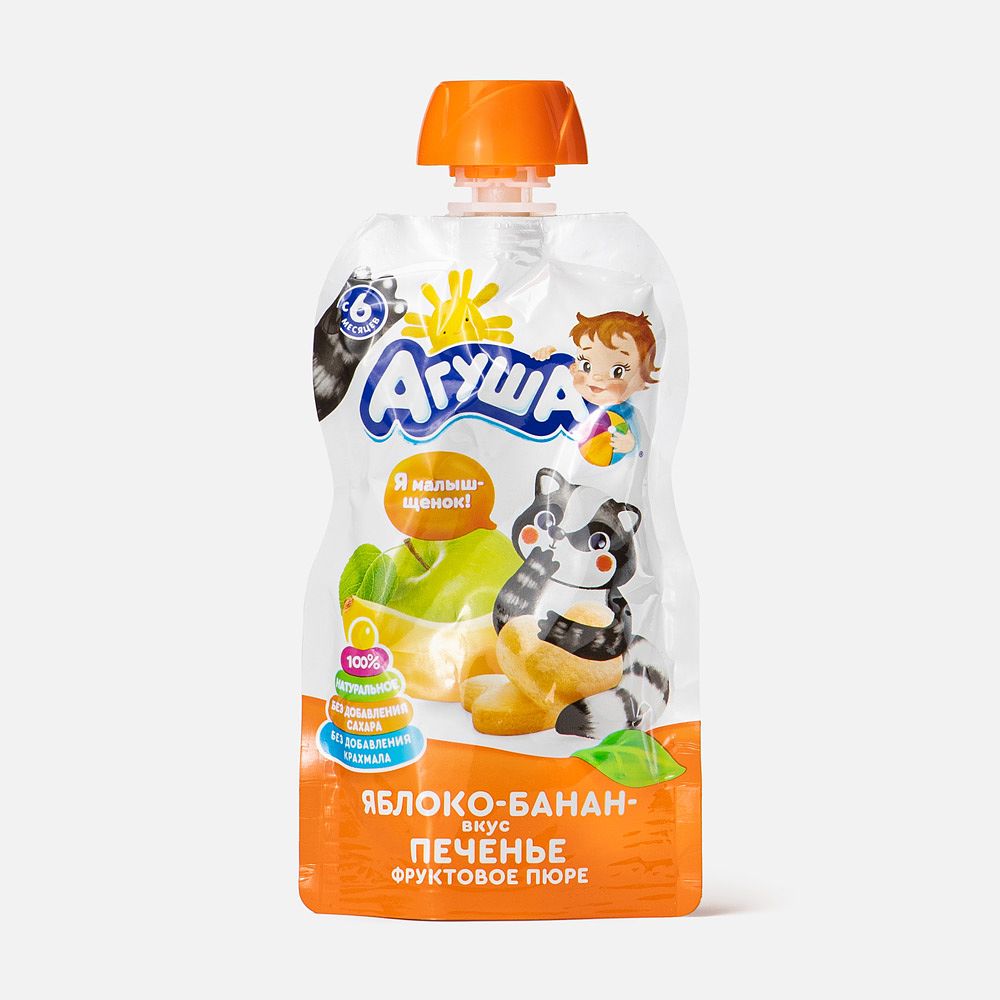 с 6
месяцев
Агуша
®
Я малыш-
щенок!
100%
натуральное
без добавления
сахара
без добавления
крахмала
яблоко-банан-
вкус
печенье
фруктовое пюре